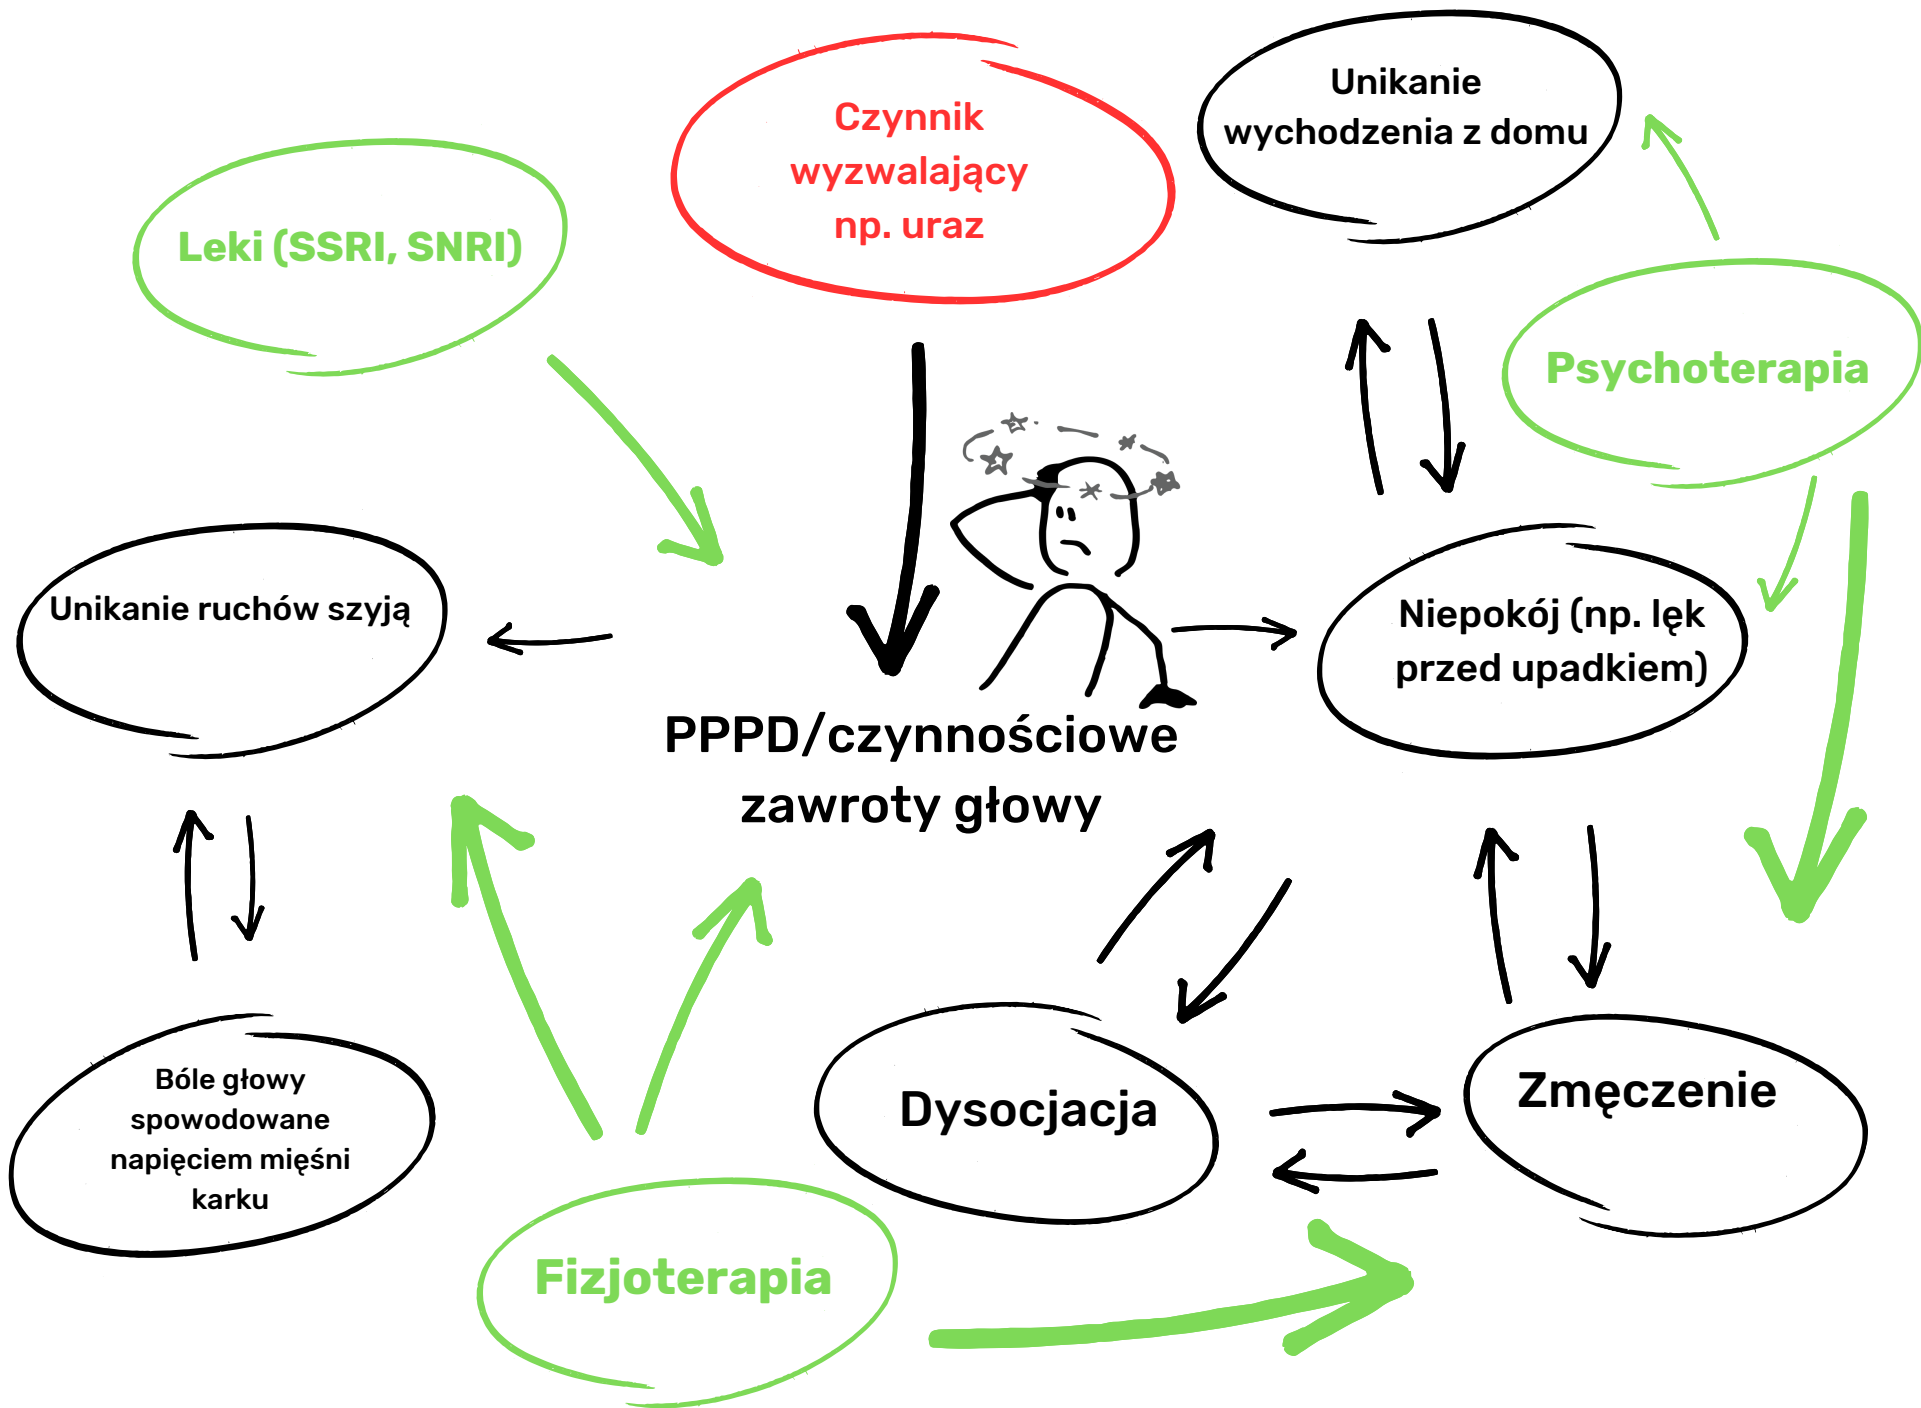 Czynnik
wyzwalający
np. uraz
Unikanie
wychodzenia z domu
Leki (SSRI, SNRI)
Psychoterapia
Unikanie ruchów szyją
Niepokój (np. lęk
przed upadkiem)
PPPD/czynnościowe
zawroty głowy
Bóle głowy
spowodowane
napięciem mięśni
karku
Dysocjacja
Zmęczenie
Fizjoterapia